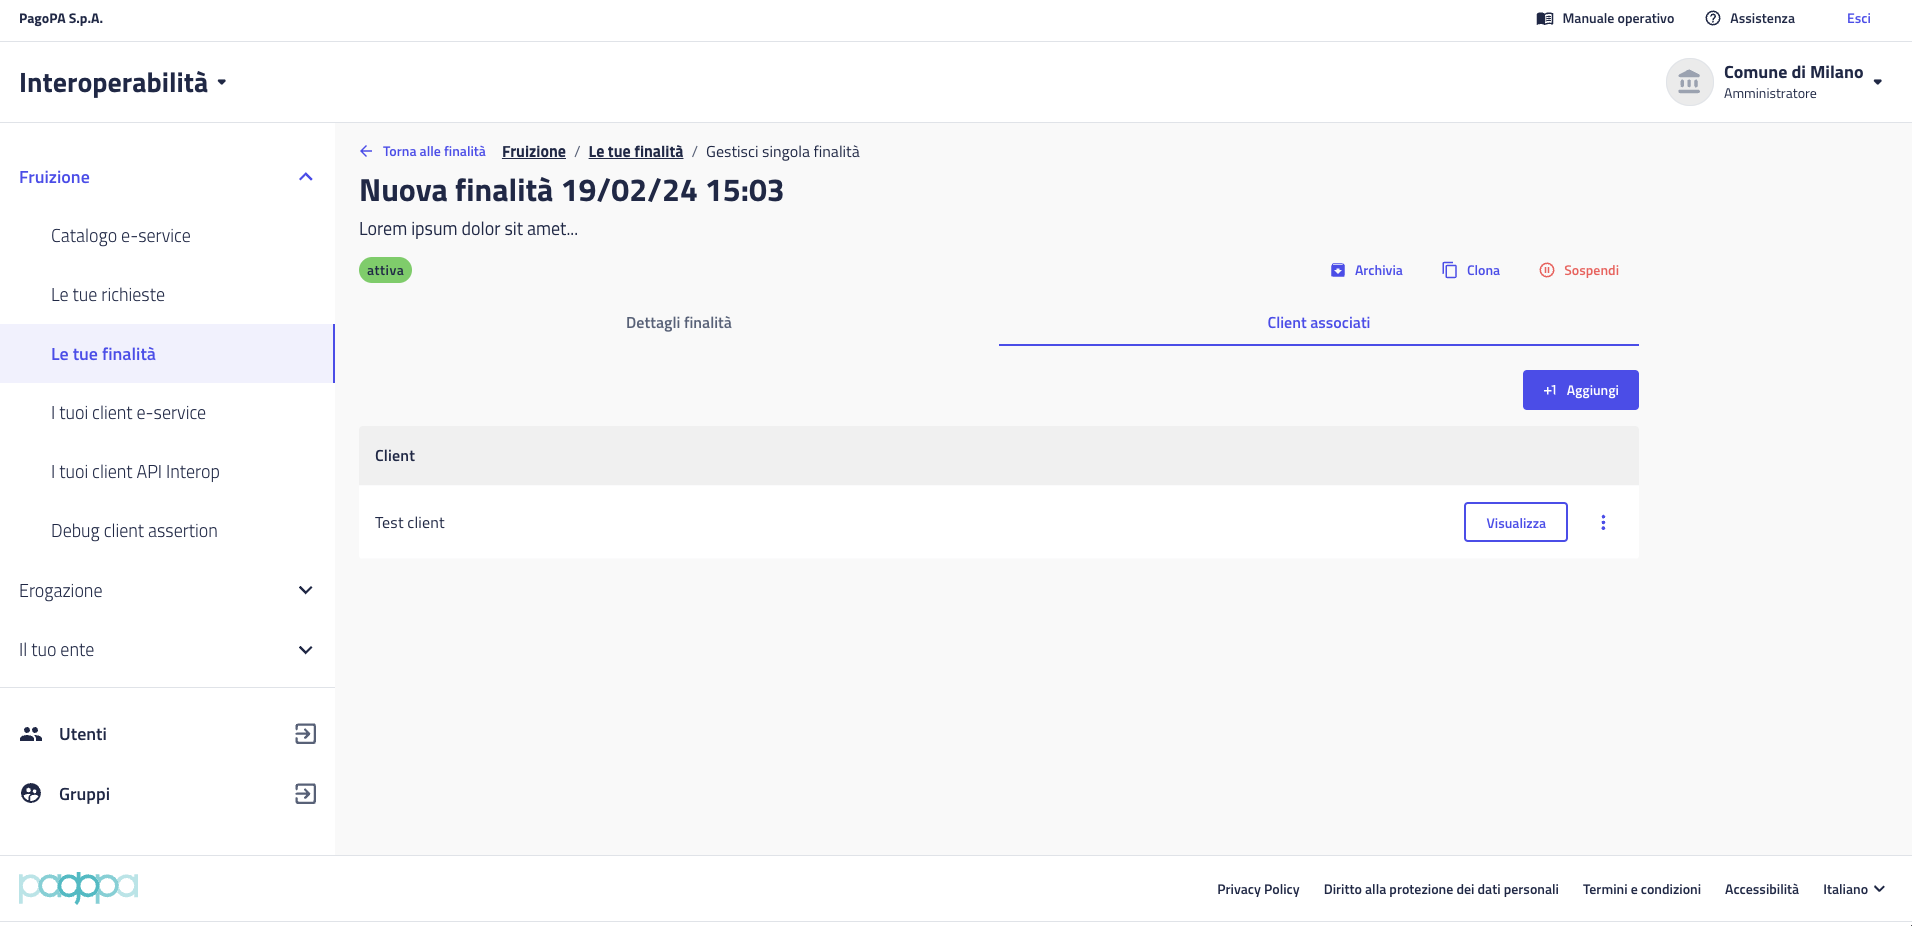 PagoPA S.p.A.
Manuale operativo
Assistenza
Esci
Interoperabilità
Comune di Milano
Amministratore
Fruizione
Catalogo e-service
Le tue richieste
Le tue finalità
I tuoi client e-service
I tuoi client API Interop
Debug client assertion
Erogazione
Il tuo ente
Utenti
Gruppi
Torna alle finalità Fruizione / Le tue finalità / Gestisci singola finalità
Nuova finalità 19/02/24 15:03
Lorem ipsum dolor sit amet...
attiva
Archivia
Clona
Sospendi
Dettagli finalità
Client associati
+1 Aggiungi
Client
Test client
Visualizza
pagopa
Privacy Policy
Diritto alla protezione dei dati personali
Termini e condizioni
Accessibilità
Italiano